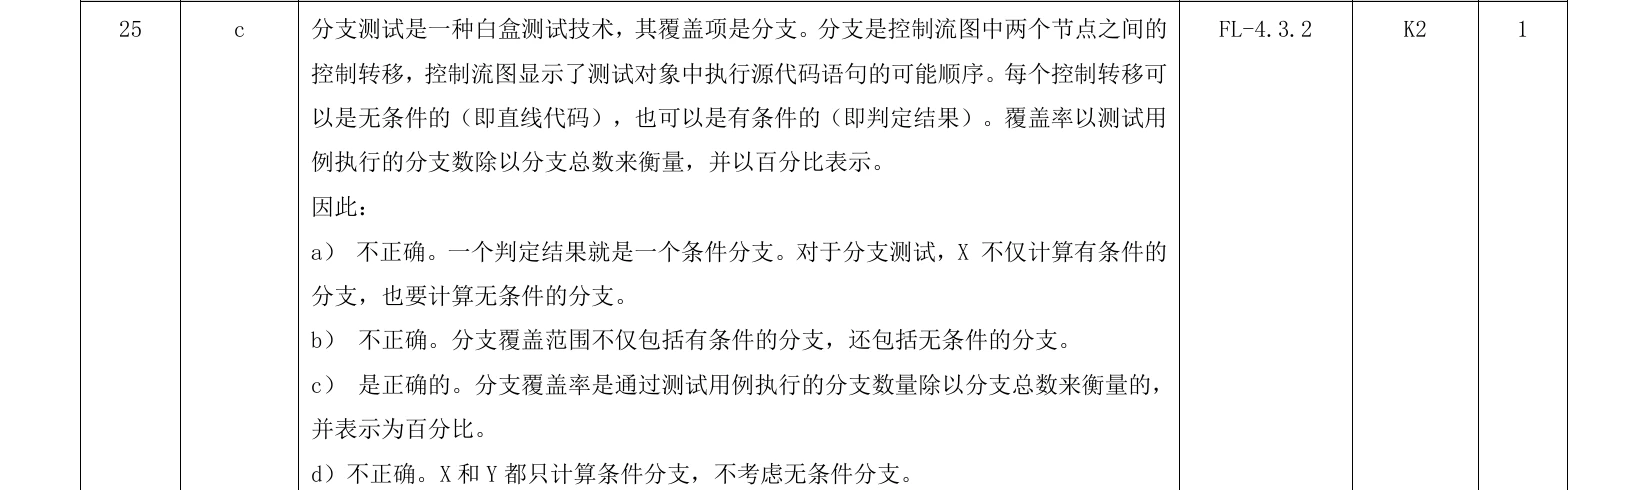 25 c 分支测试是一种白盒测试技术，其覆盖项是分支。分支是控制流图中两个节点之间的 FL-4.3.2 K2 1
控制转移，控制流图显示了测试对象中执行源代码语句的可能顺序。每个控制转移可
以是无条件的（即直线代码），也可以是有条件的（即判定结果）。覆盖率以测试用
例执行的分支数除以分支总数来衡量，并以百分比表示。
因此：
a） 不正确。一个判定结果就是一个条件分支。对于分支测试，X 不仅计算有条件的
分支，也要计算无条件的分支。
b） 不正确。分支覆盖范围不仅包括有条件的分支，还包括无条件的分支。
c） 是正确的。分支覆盖率是通过测试用例执行的分支数量除以分支总数来衡量的，
并表示为百分比。
d）不正确。X 和 Y 都只计算条件分支，不考虑无条件分支。